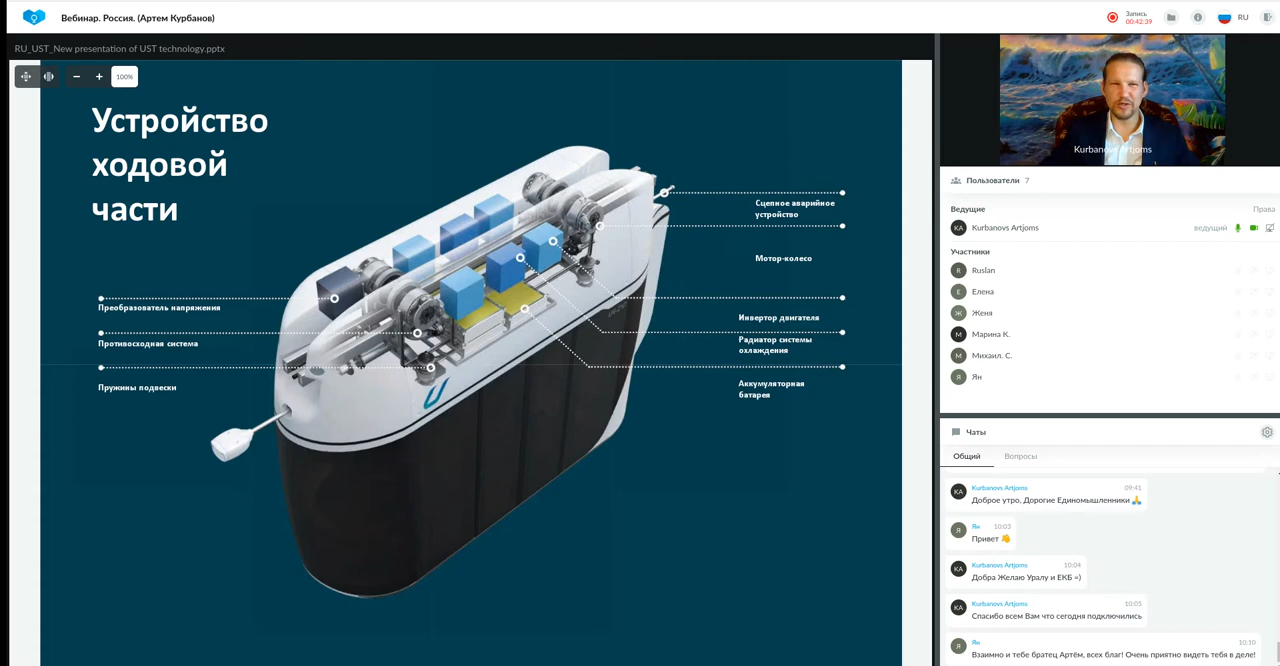 Вебинар. Россия. (Артем Курбанов)
Запись
00:42:39
RU
RU_UST_New presentation of UST technology.pptx
100%
Устройство
ходовой
части
Сцепное аварийное
устройство
Мотор-колесо
Преобразователь напряжения
Инвертор двигателя
Противосходная система
Радиатор системы
охлаждения
Пружины подвески
Аккумуляторная
батарея
Kurbanovs Artjoms
Пользователи 7
Ведущие Права
KA Kurbanovs Artjoms ведущий
Участники
R Ruslan
Е Елена
Ж Женя
М Марина К.
М Михаил. С.
Я Ян
Чаты
Общий Вопросы
KA Kurbanovs Artjoms 09:41
Доброе утро, Дорогие Единомышленники 🙏
Я Ян 10:03
Привет 👋
KA Kurbanovs Artjoms 10:04
Добра Желаю Уралу и ЕКБ =)
KA Kurbanovs Artjoms 10:05
Спасибо всем Вам что сегодня подключились
Я Ян 10:10
Взаимно и тебе братец Артём, всех благ! Очень приятно видеть тебя в деле!